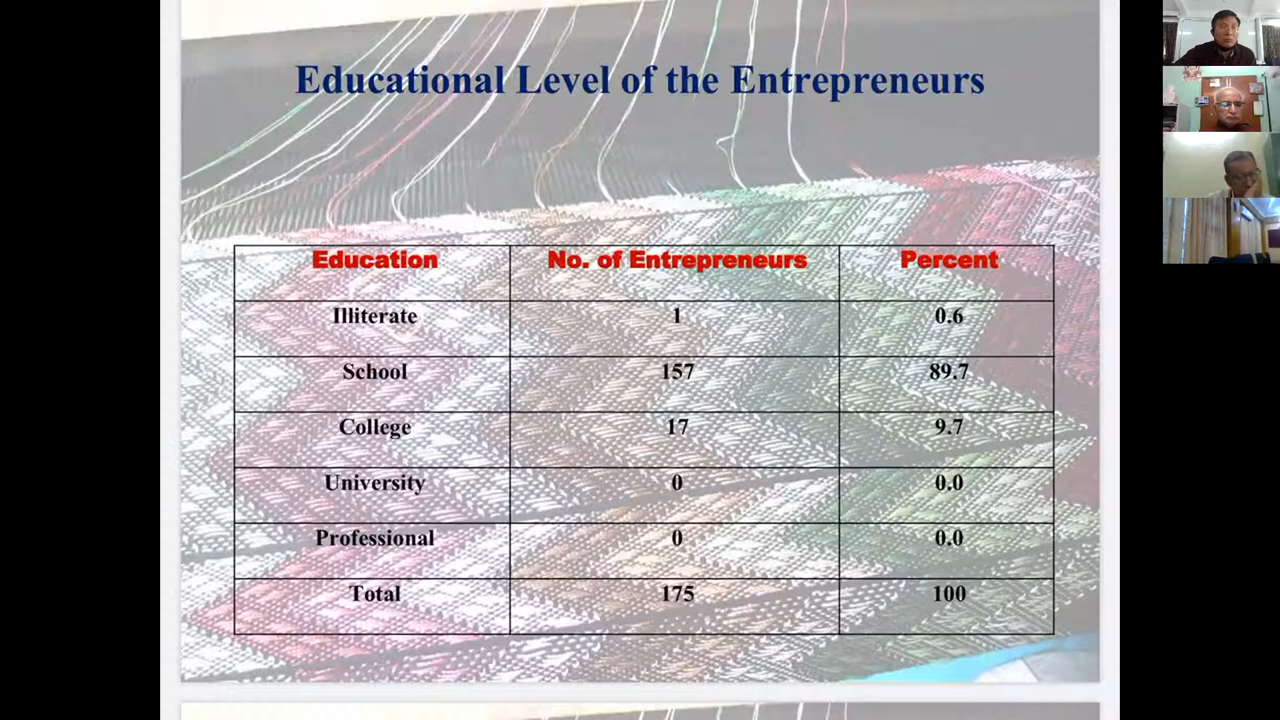 Educational Level of the Entrepreneurs
Education No. of Entrepreneurs Percent
Illiterate 1 0.6
School 157 89.7
College 17 9.7
University 0 0.0
Professional 0 0.0
Total 175 100